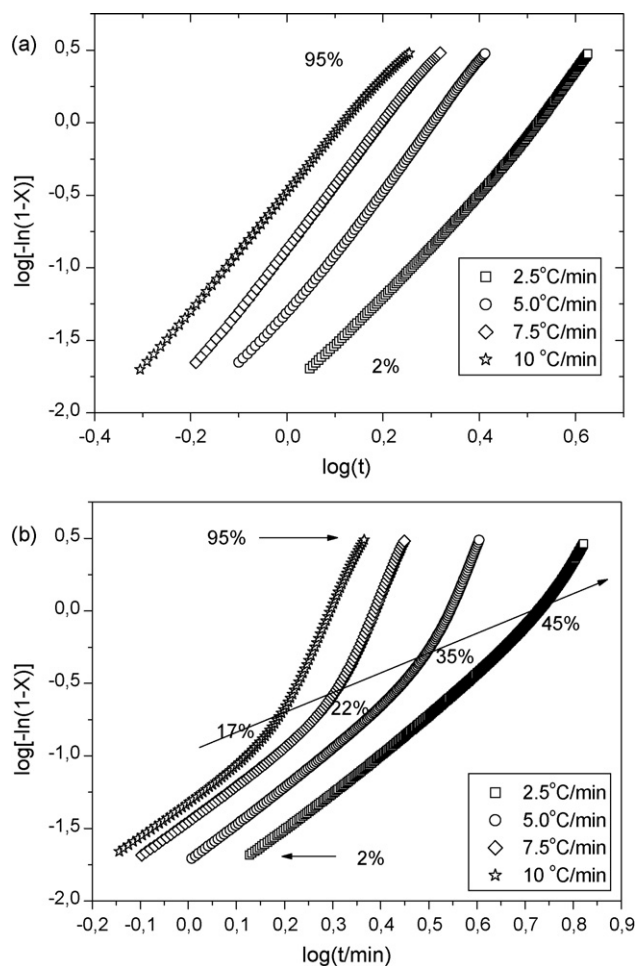 (a)
0,5
0,0
-0,5
-1,0
-1,5
-2,0
log[-ln(1-X)]
95%
2%
2.5°C/min
5.0°C/min
7.5°C/min
10 °C/min
-0,4 -0,2 0,0 0,2 0,4 0,6
log(t)
(b)
0,5
0,0
-0,5
-1,0
-1,5
-2,0
log[-ln(1-X)]
95%
45%
35%
22%
17%
2%
2.5°C/min
5.0°C/min
7.5°C/min
10 °C/min
-0,2 -0,1 0,0 0,1 0,2 0,3 0,4 0,5 0,6 0,7 0,8 0,9
log(t/min)